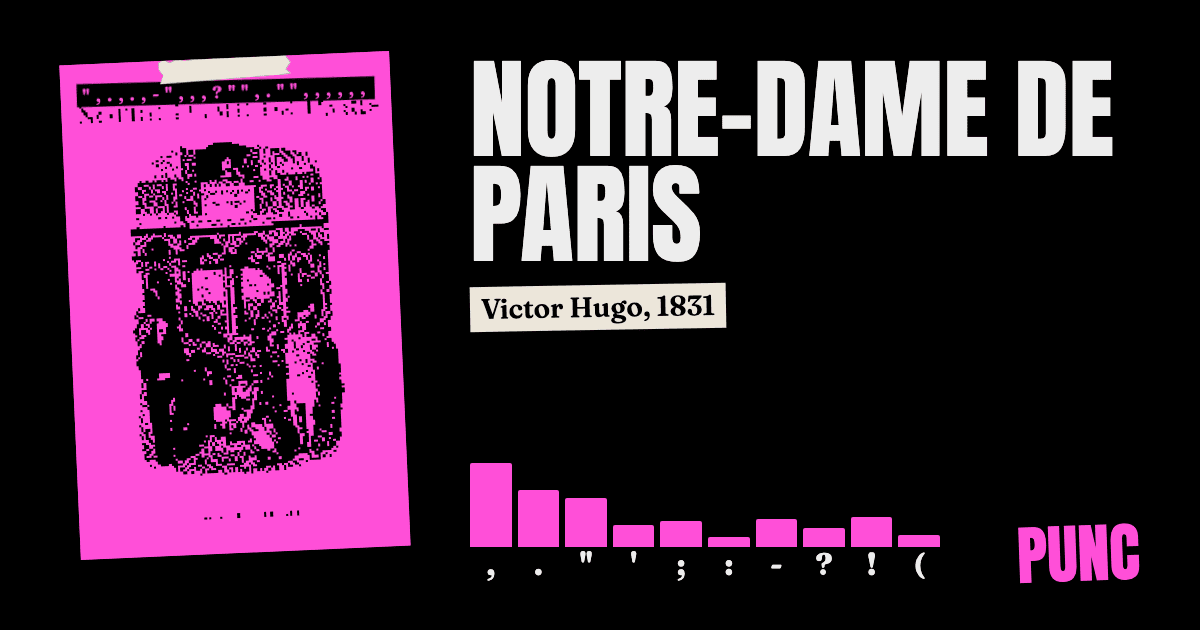 ",.,.,-",,,?"",.."",,,,,,
NOTRE-DAME DE
PARIS
Victor Hugo, 1831
, . " ' ; : - ? ! (
PUNC